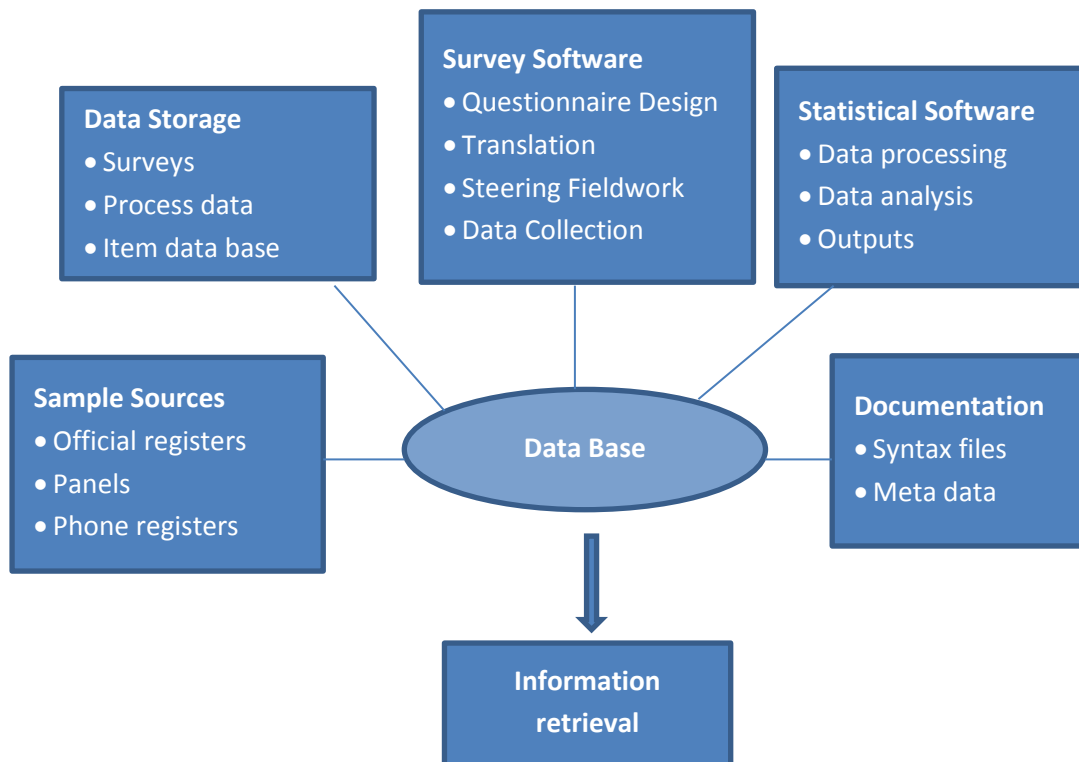 Survey Software
• Questionnaire Design
• Translation
• Steering Fieldwork
• Data Collection
Data Storage
• Surveys
• Process data
• Item data base
Statistical Software
• Data processing
• Data analysis
• Outputs
Sample Sources
• Official registers
• Panels
• Phone registers
Data Base
Documentation
• Syntax files
• Meta data
Information
retrieval